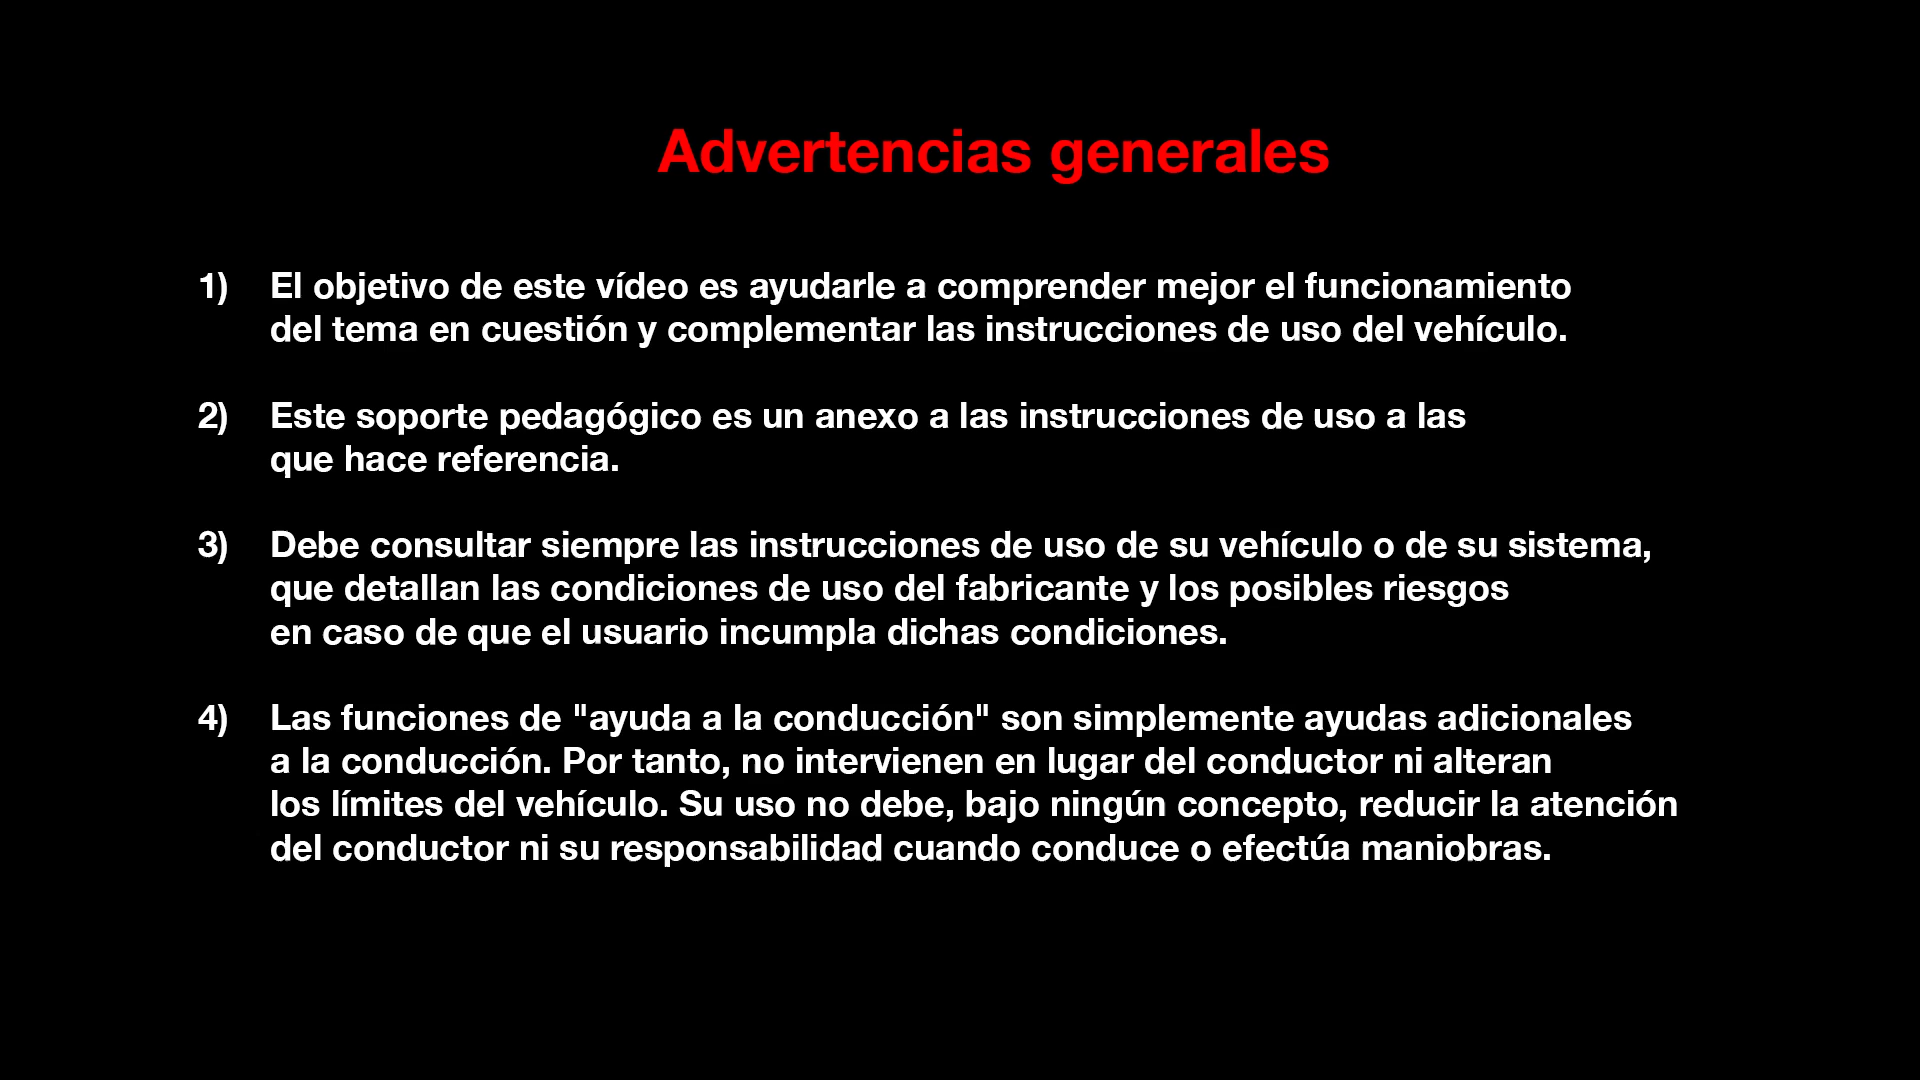 Advertencias generales
1) El objetivo de este vídeo es ayudarle a comprender mejor el funcionamiento
del tema en cuestión y complementar las instrucciones de uso del vehículo.
2) Este soporte pedagógico es un anexo a las instrucciones de uso a las
que hace referencia.
3) Debe consultar siempre las instrucciones de uso de su vehículo o de su sistema,
que detallan las condiciones de uso del fabricante y los posibles riesgos
en caso de que el usuario incumpla dichas condiciones.
4) Las funciones de "ayuda a la conducción" son simplemente ayudas adicionales
a la conducción. Por tanto, no intervienen en lugar del conductor ni alteran
los límites del vehículo. Su uso no debe, bajo ningún concepto, reducir la atención
del conductor ni su responsabilidad cuando conduce o efectúa maniobras.